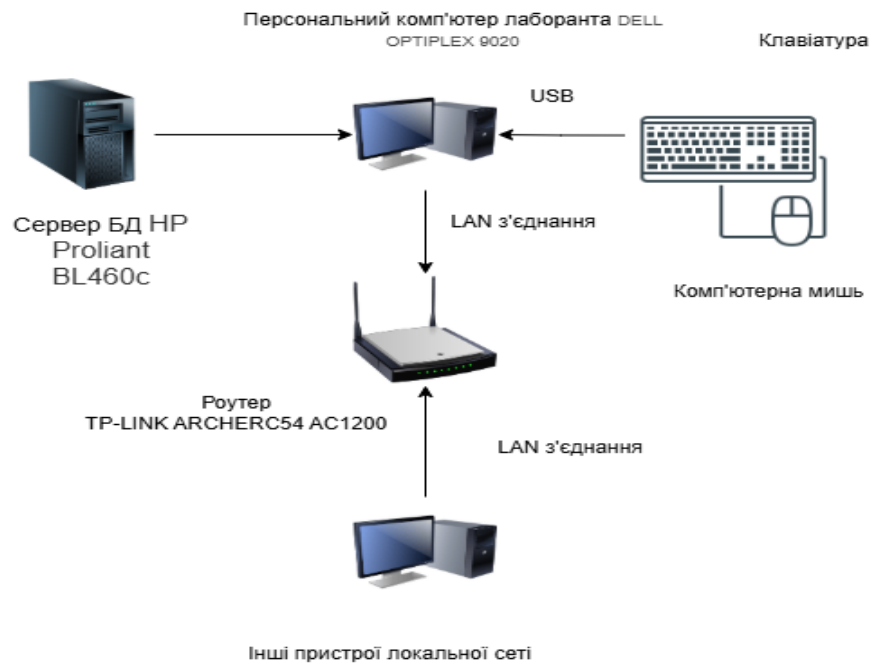 Персональний комп'ютер лаборанта DELL
OPTIPLEX 9020
Клавіатура
USB
Сервер БД HP
Proliant
BL460c
LAN з'єднання
Комп'ютерна мишь
Роутер
TP-LINK ARCHERC54 AC1200
LAN з'єднання
Інші пристрої локальної сеті